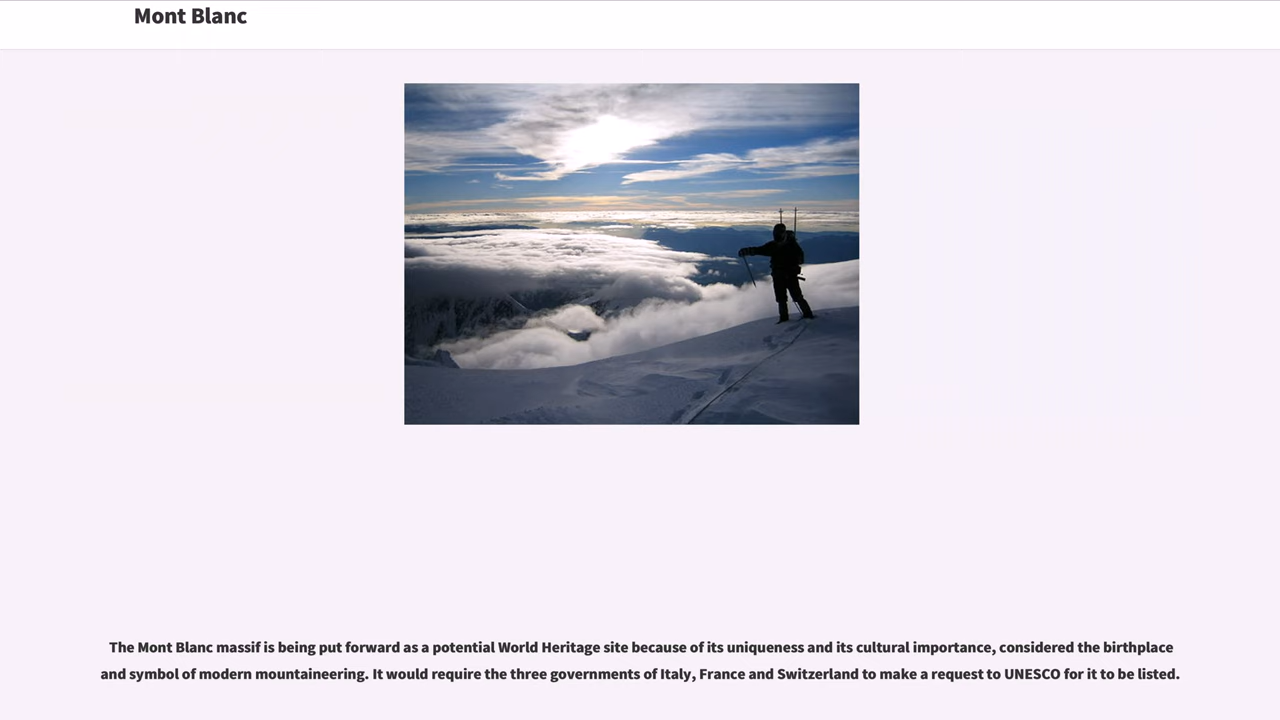 Mont Blanc
The Mont Blanc massif is being put forward as a potential World Heritage site because of its uniqueness and its cultural importance, considered the birthplace
and symbol of modern mountaineering. It would require the three governments of Italy, France and Switzerland to make a request to UNESCO for it to be listed.